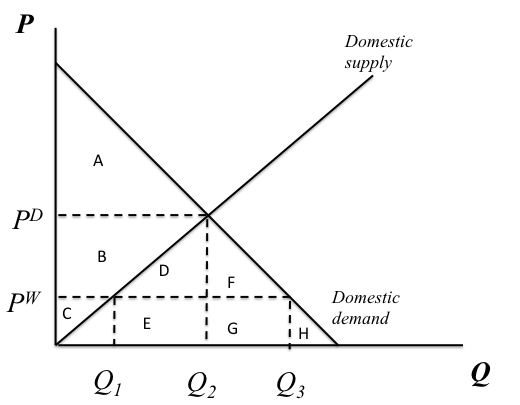 P
Domestic
supply
A
P^D
B
D
F
P^W
C
E
G
H
Domestic
demand
Q_1
Q_2
Q_3
Q